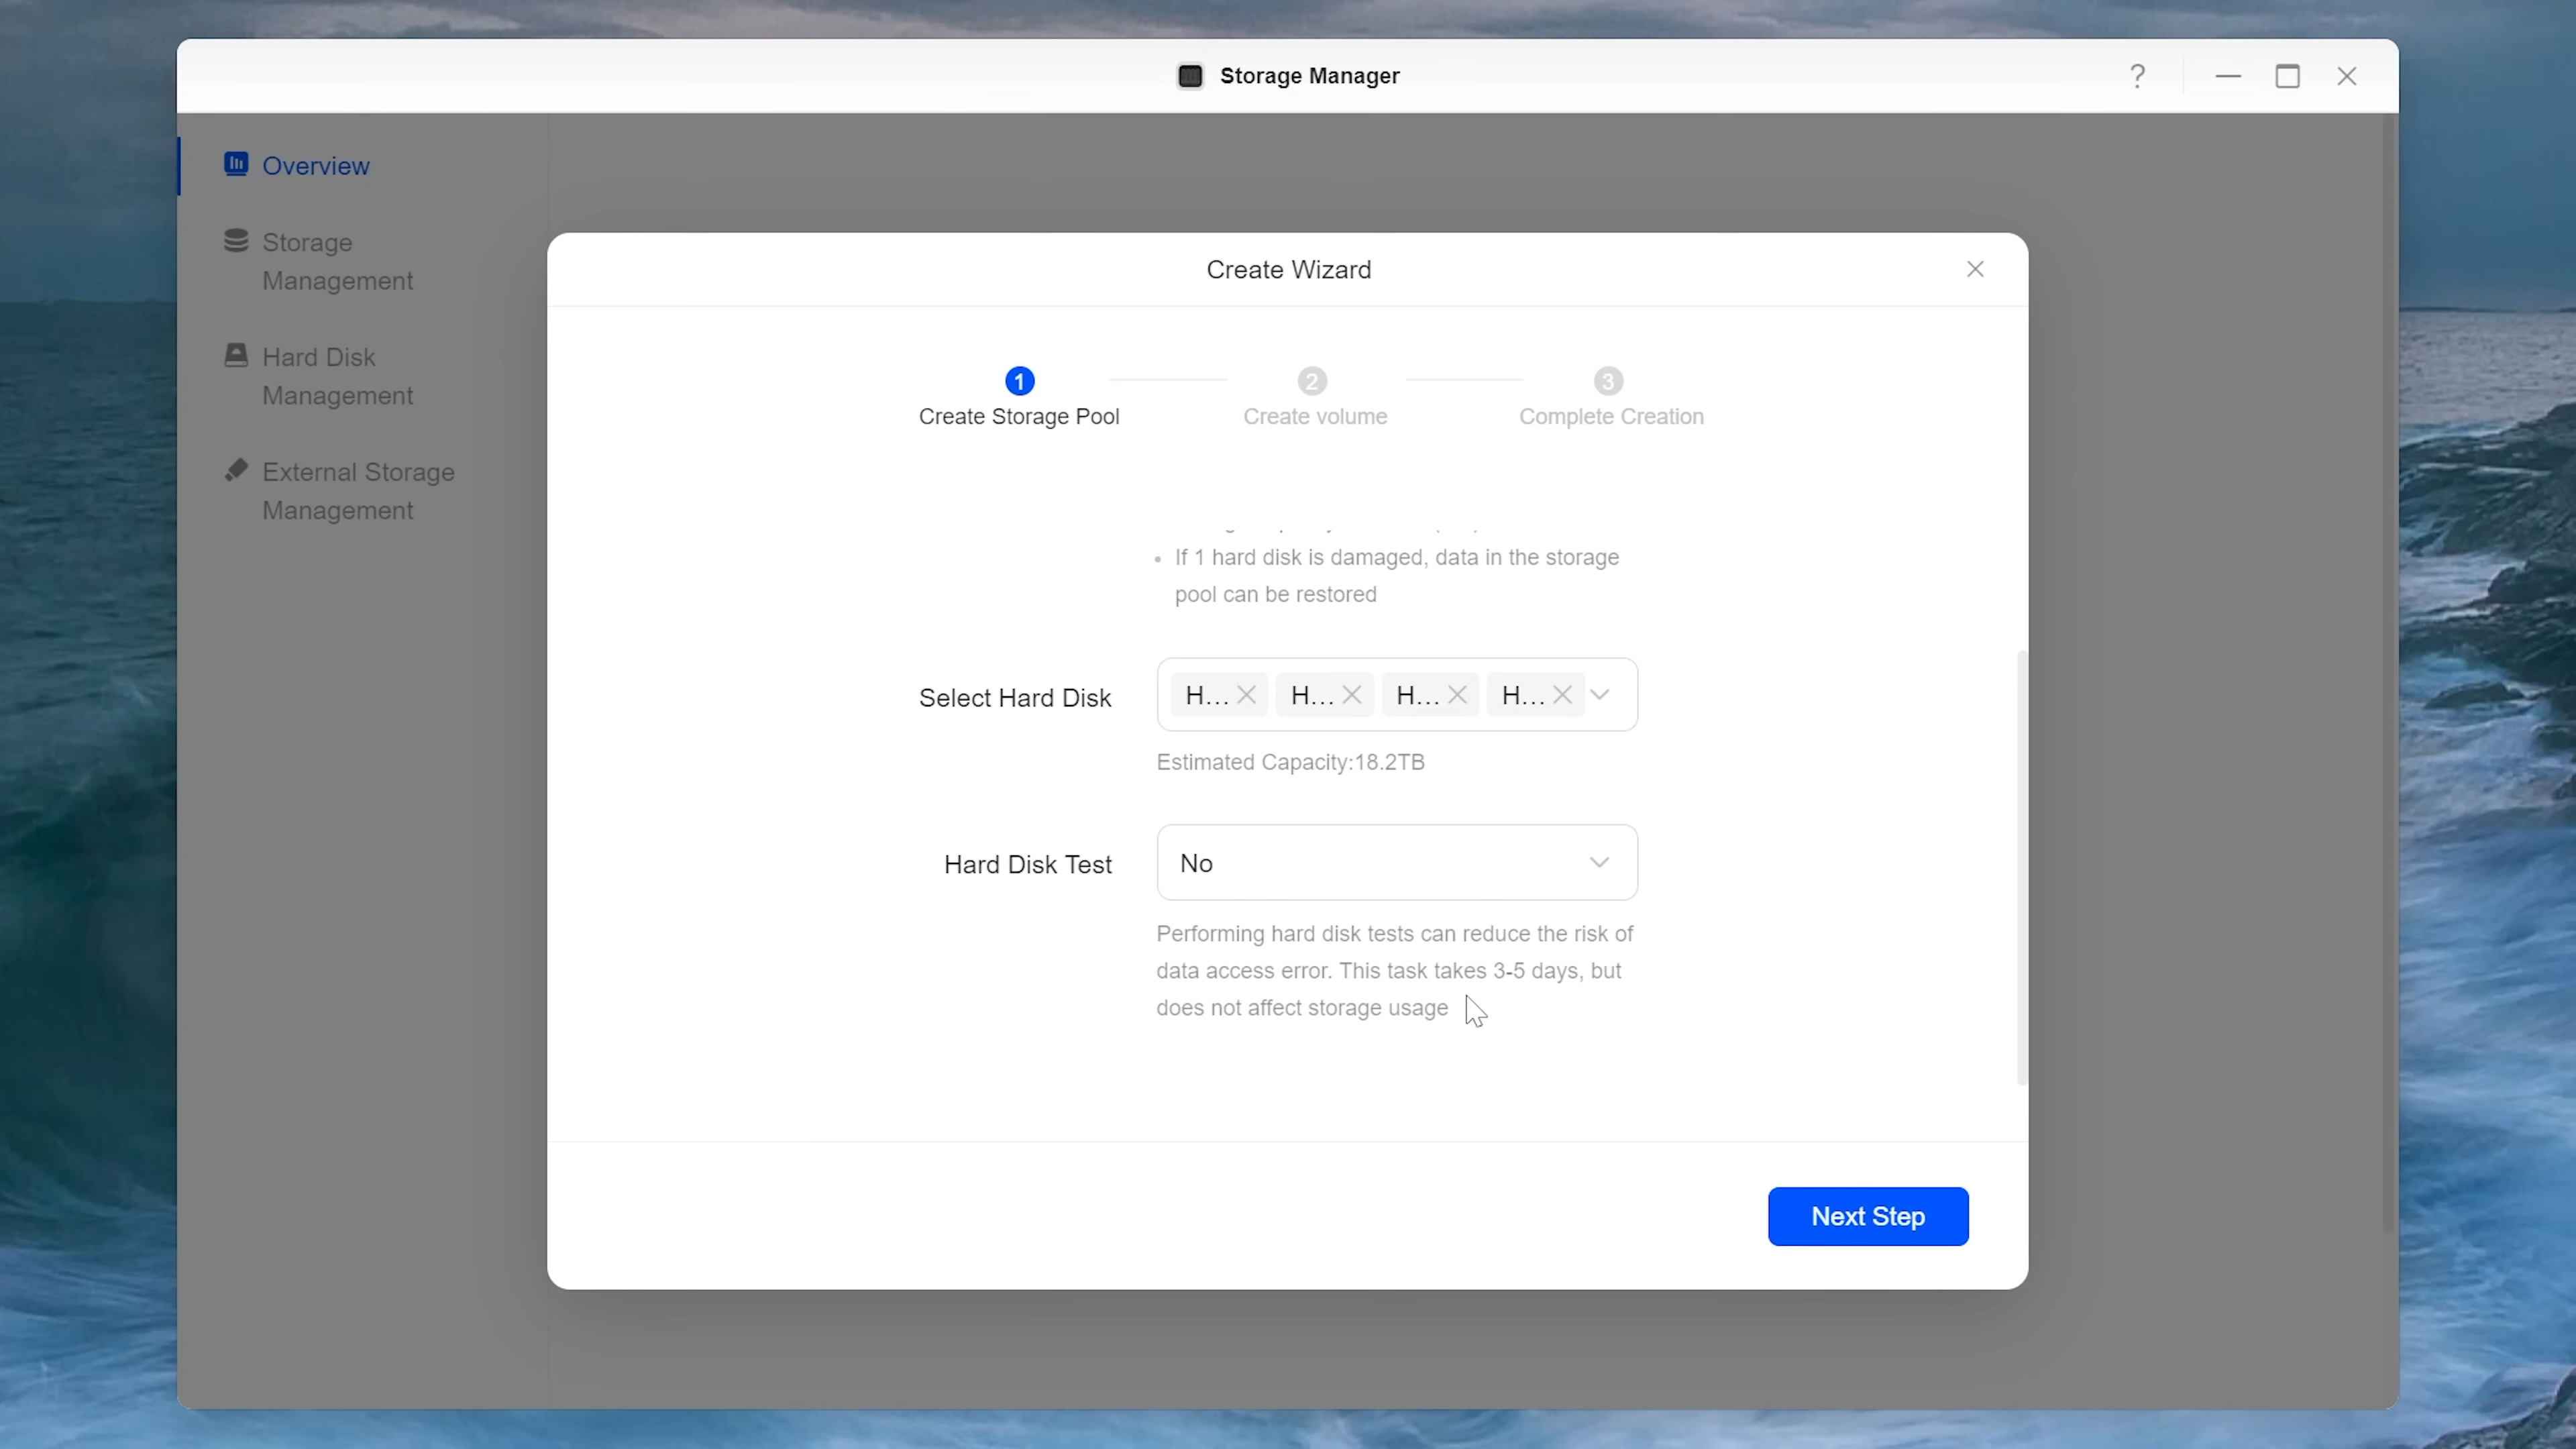 Storage Manager
?
Overview
Storage
Management
Hard Disk
Management
External Storage
Management
Create Wizard
1
2
3
Create Storage Pool
Create volume
Complete Creation
• If 1 hard disk is damaged, data in the storage
pool can be restored
Select Hard Disk
H... H... H... H...
Estimated Capacity:18.2TB
Hard Disk Test
No
Performing hard disk tests can reduce the risk of
data access error. This task takes 3-5 days, but
does not affect storage usage
Next Step